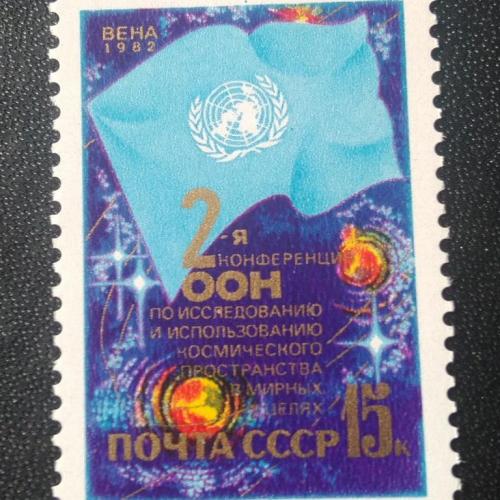 ВЕНА
1982
2-я
КОНФЕРЕНЦИЯ
ООН
ПО ИССЛЕДОВАНИЮ
И ИСПОЛЬЗОВАНИЮ
КОСМИЧЕСКОГО
ПРОСТРАНСТВА
В МИРНЫХ
ЦЕЛЯХ
ПОЧТА СССР 15к